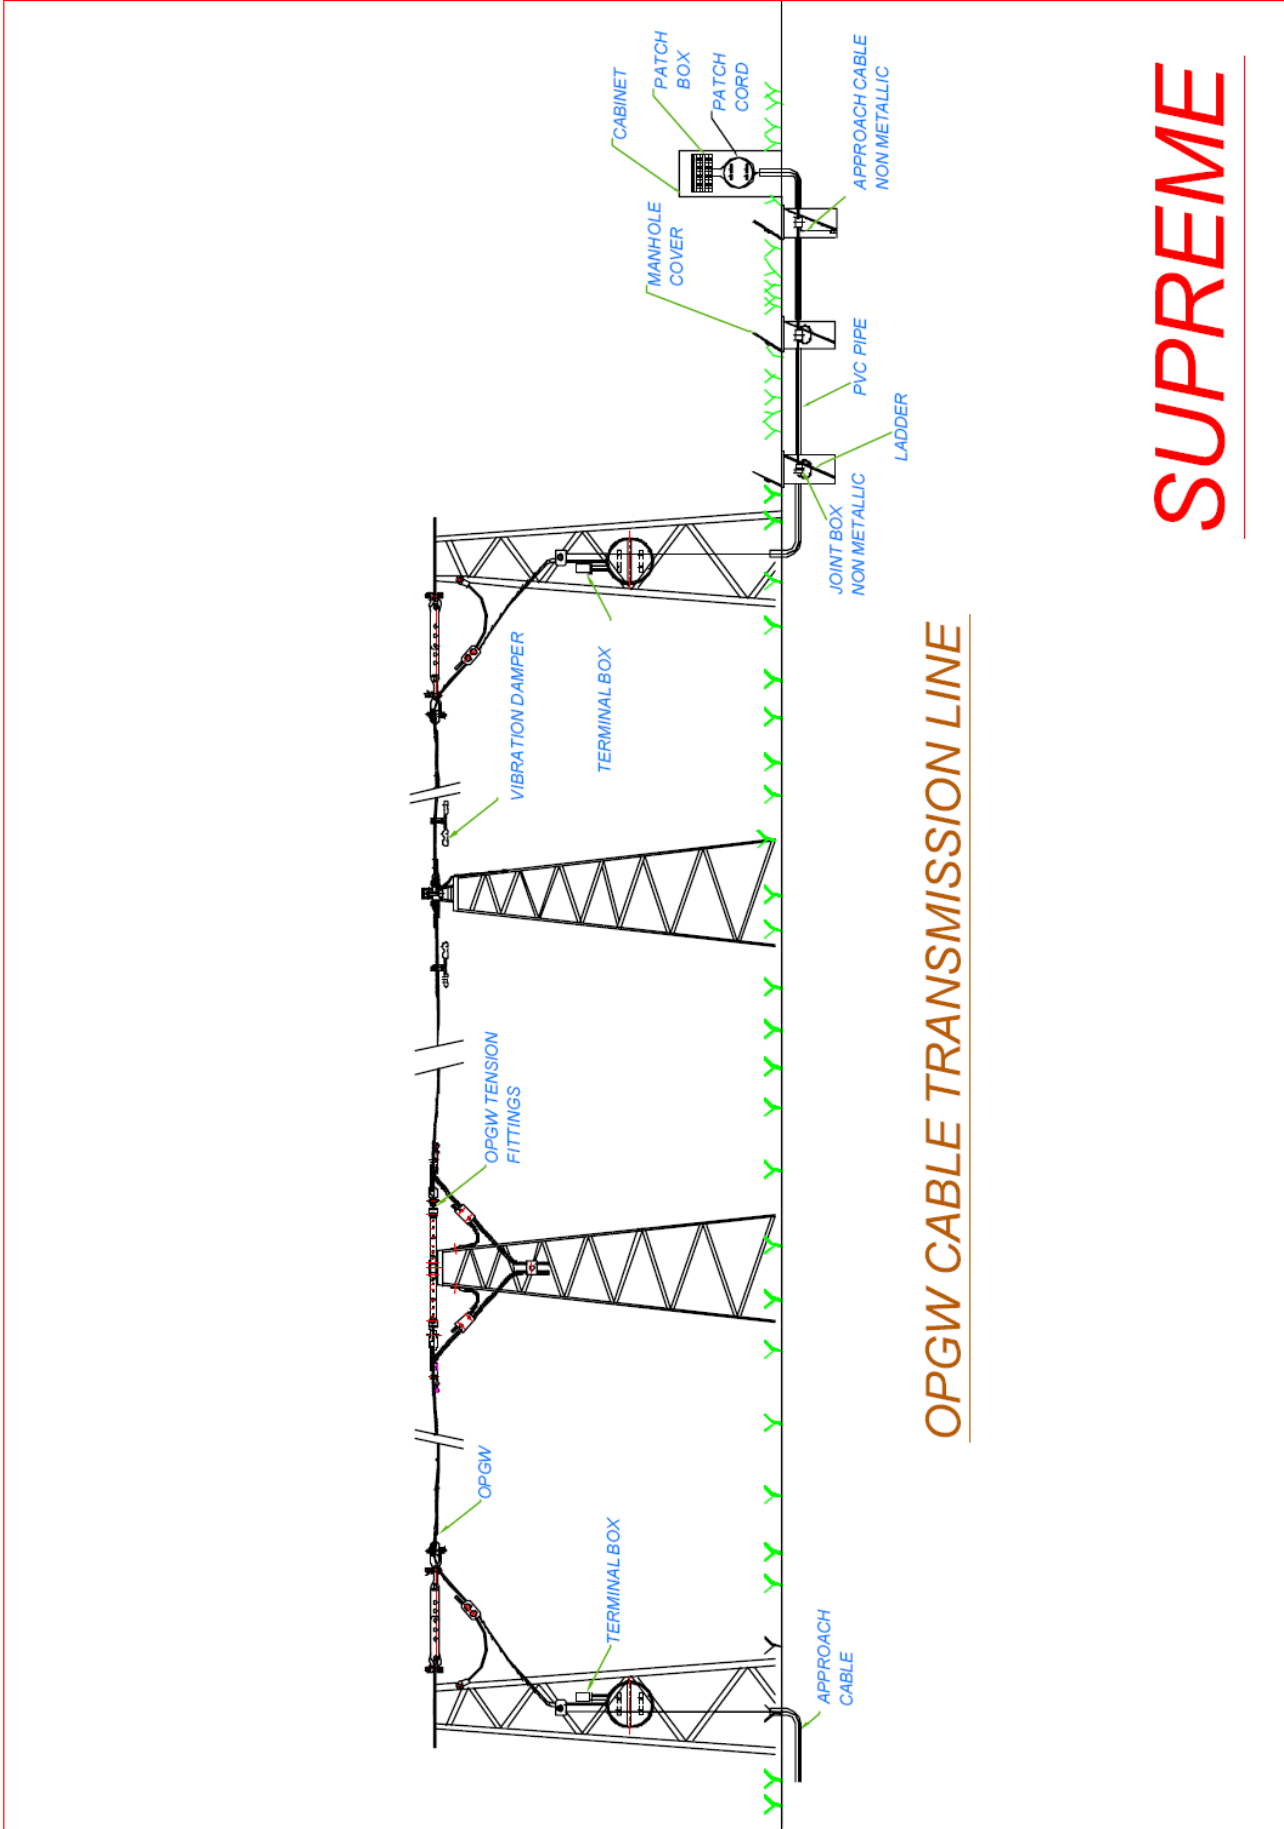 CABINET
PATCH
BOX
PATCH
CORD
MANHOLE
COVER
APPROACH CABLE
NON METALLIC
PVC PIPE
LADDER
JOINT BOX
NON METALLIC
TERMINAL BOX
VIBRATION DAMPER
OPGW TENSION
FITTINGS
OPGW
TERMINAL BOX
APPROACH
CABLE
OPGW CABLE TRANSMISSION LINE
SUPREME